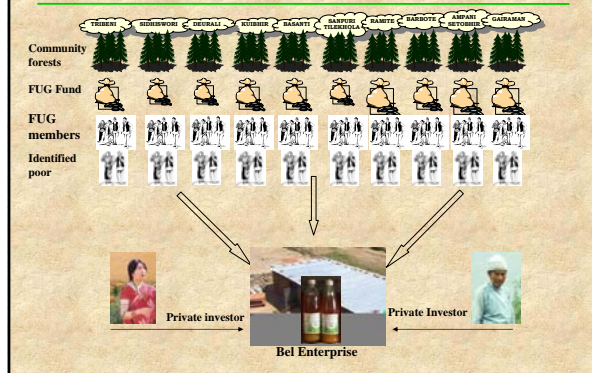 TRIBENI
SIDHISWORI
DEURALI
KUIBHIR
BASANTI
SANPURI
TILEKHOLA
RAMITE
BARBOTE
AMPANI
SETOBHIR
GAIRAMAN
Community
forests
FUG Fund
FUG
members
Identified
poor
Private investor
Private Investor
Bel Enterprise